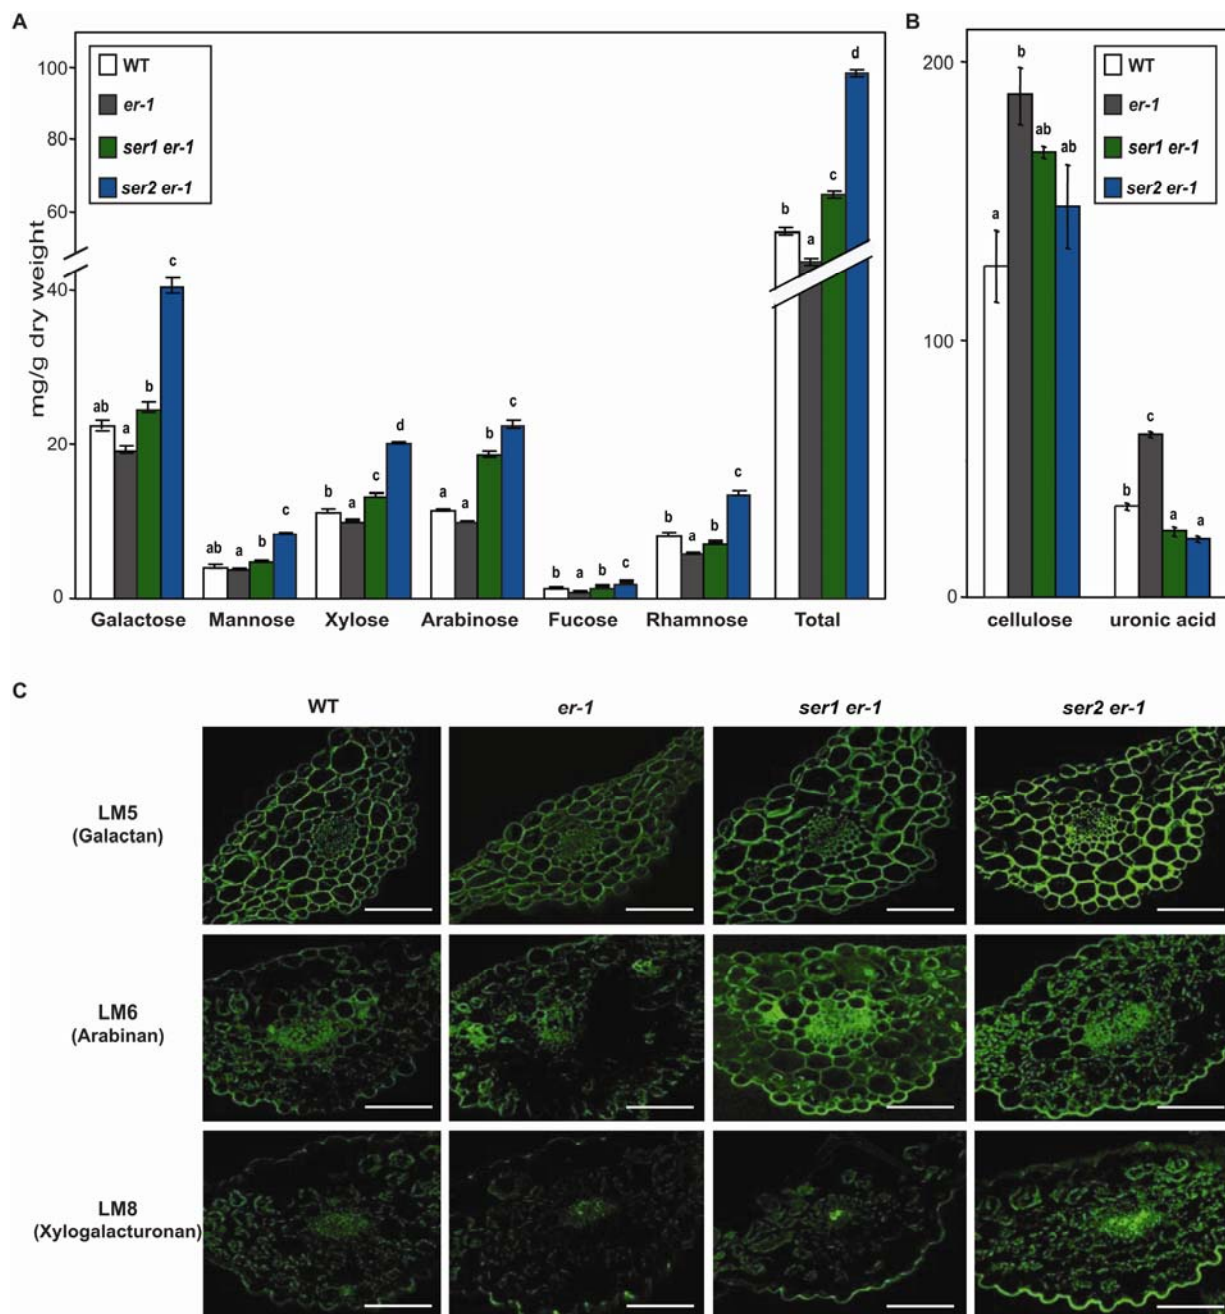 A
B
100
80
60
40
20
0
mg/g dry weight
WT
er-1
ser1 er-1
ser2 er-1
ab a b c
ab a b c
b a c d
a a b c
b a b c
b a b c
b a c d
Galactose Mannose Xylose Arabinose Fucose Rhamnose Total
200
100
0
WT
er-1
ser1 er-1
ser2 er-1
a b ab ab
b c a a
cellulose uronic acid
C
WT er-1 ser1 er-1 ser2 er-1
LM5
(Galactan)
LM6
(Arabinan)
LM8
(Xylogalacturonan)